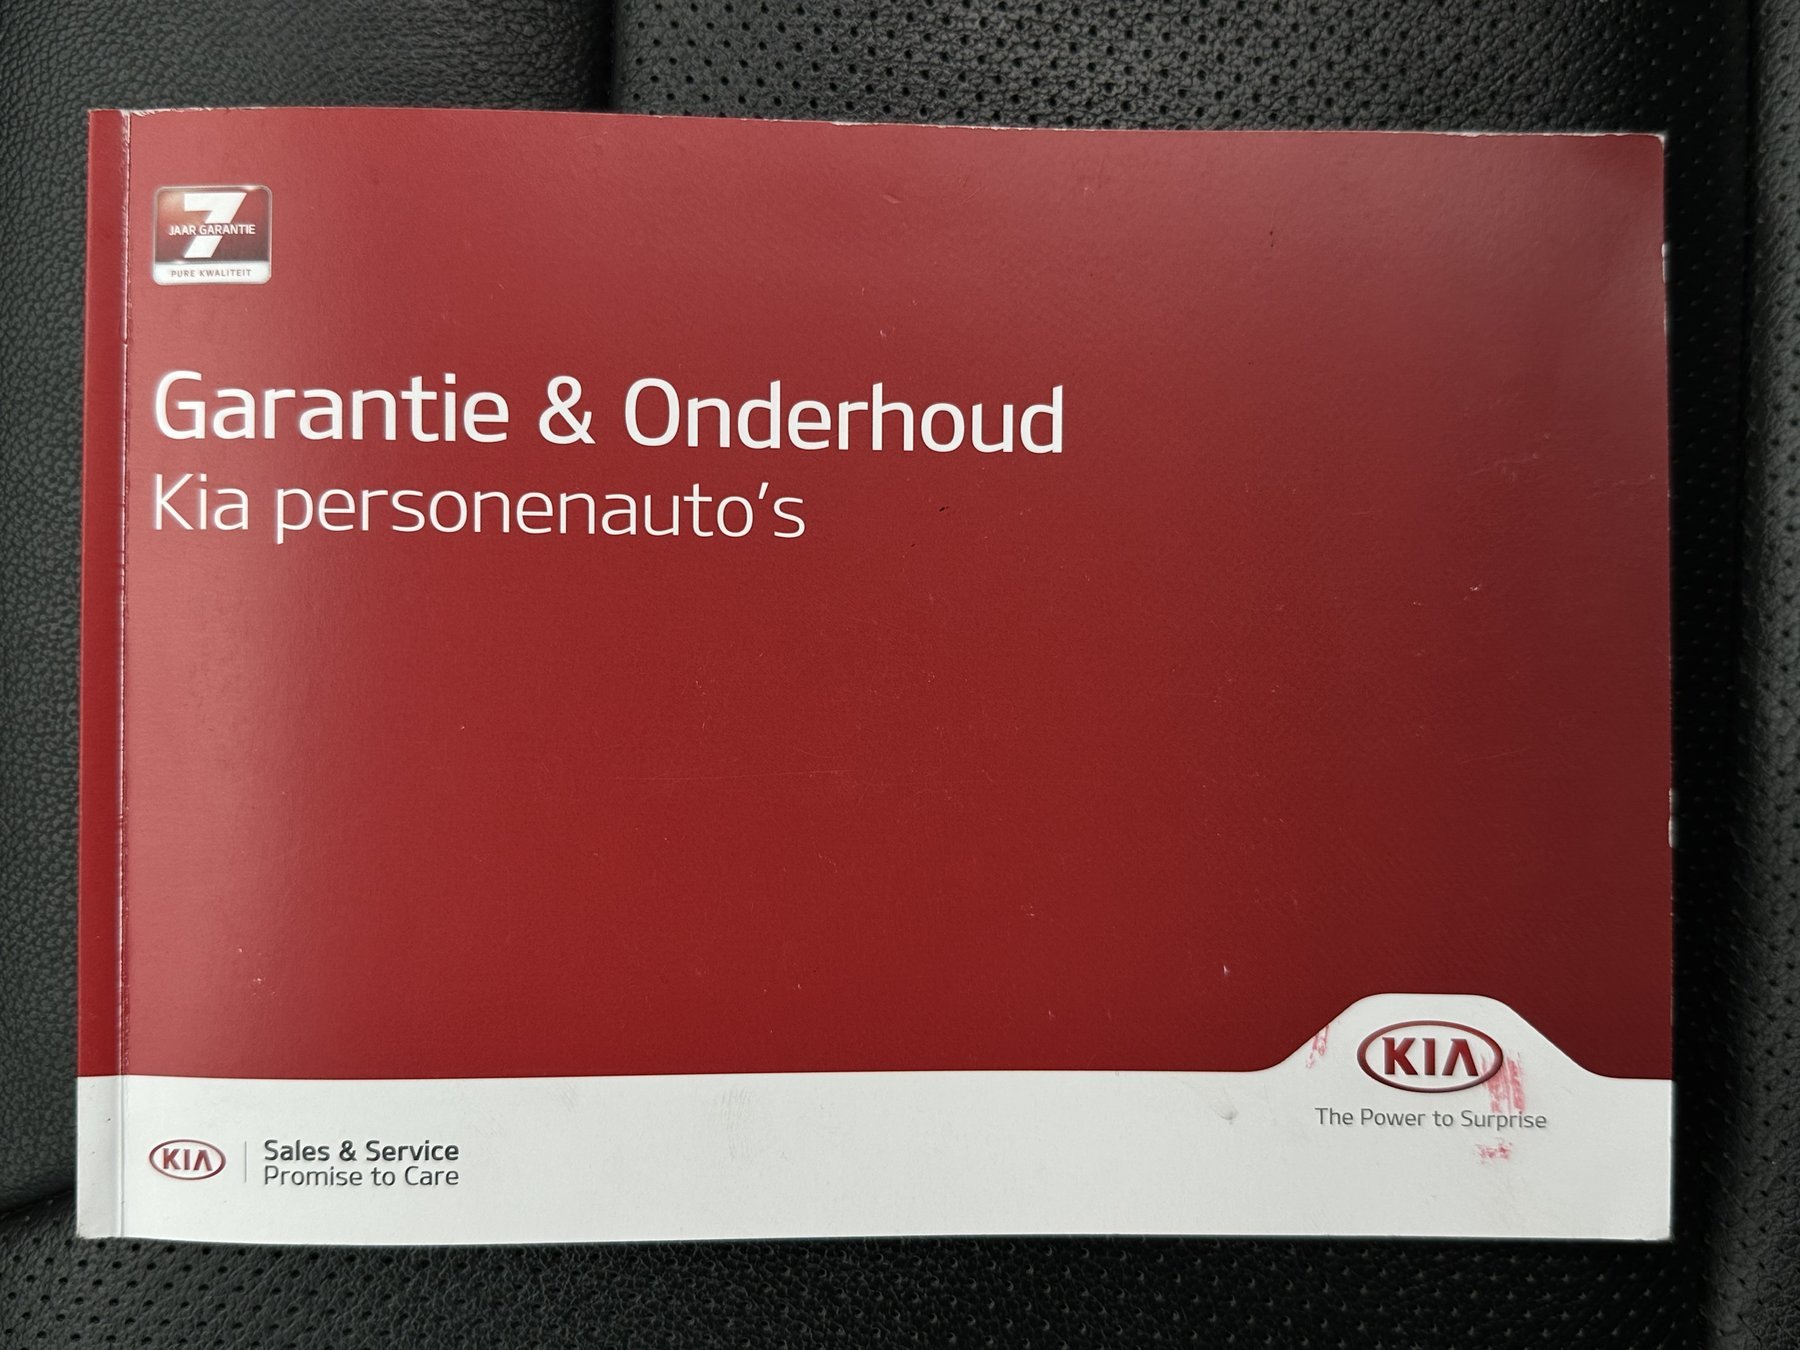 7
JAAR GARANTIE
PURE KWALITEIT
Garantie & Onderhoud
Kia personenauto's
KIA
The Power to Surprise
KIA
Sales & Service
Promise to Care